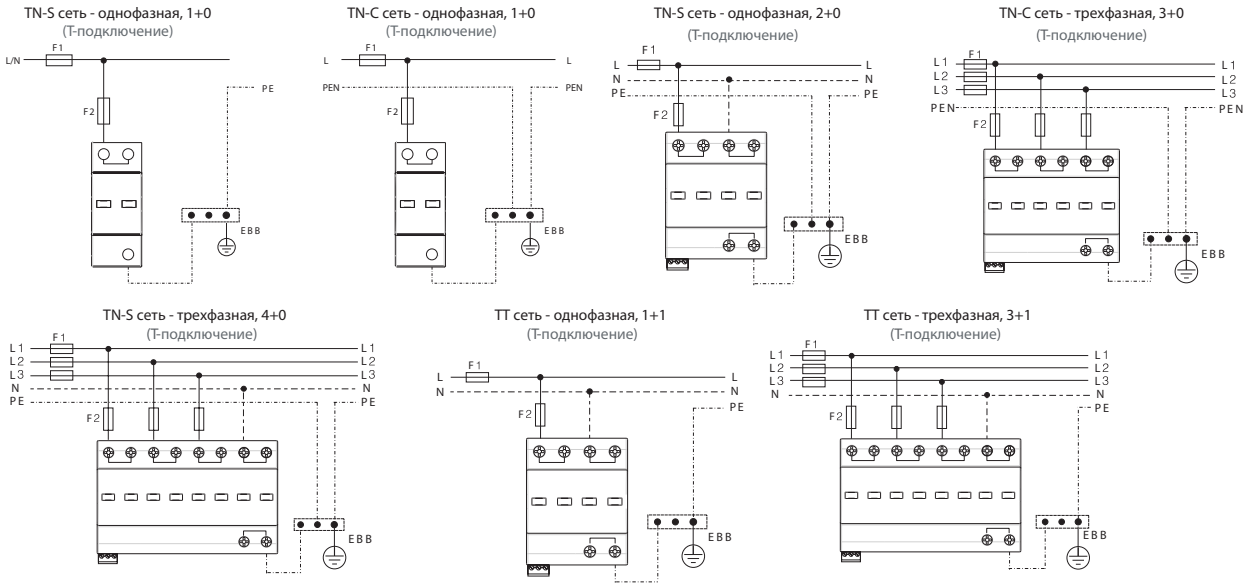 TN-S сеть - однофазная, 1+0
(Т-подключение)
F1
L/N
PE
F2
EBB
TN-C сеть - однофазная, 1+0
(Т-подключение)
F1
L
L
PEN
PEN
F2
EBB
TN-S сеть - однофазная, 2+0
(Т-подключение)
F1
L
L
N
N
PE
PE
F2
EBB
TN-C сеть - трехфазная, 3+0
(Т-подключение)
F1
L1
L1
L2
L2
L3
L3
PEN
PEN
F2
EBB
TN-S сеть - трехфазная, 4+0
(Т-подключение)
F1
L1
L1
L2
L2
L3
L3
N
N
PE
PE
F2
EBB
TT сеть - однофазная, 1+1
(Т-подключение)
F1
L
L
N
N
PE
F2
EBB
TT сеть - трехфазная, 3+1
(Т-подключение)
F1
L1
L1
L2
L2
L3
L3
N
N
PE
F2
EBB